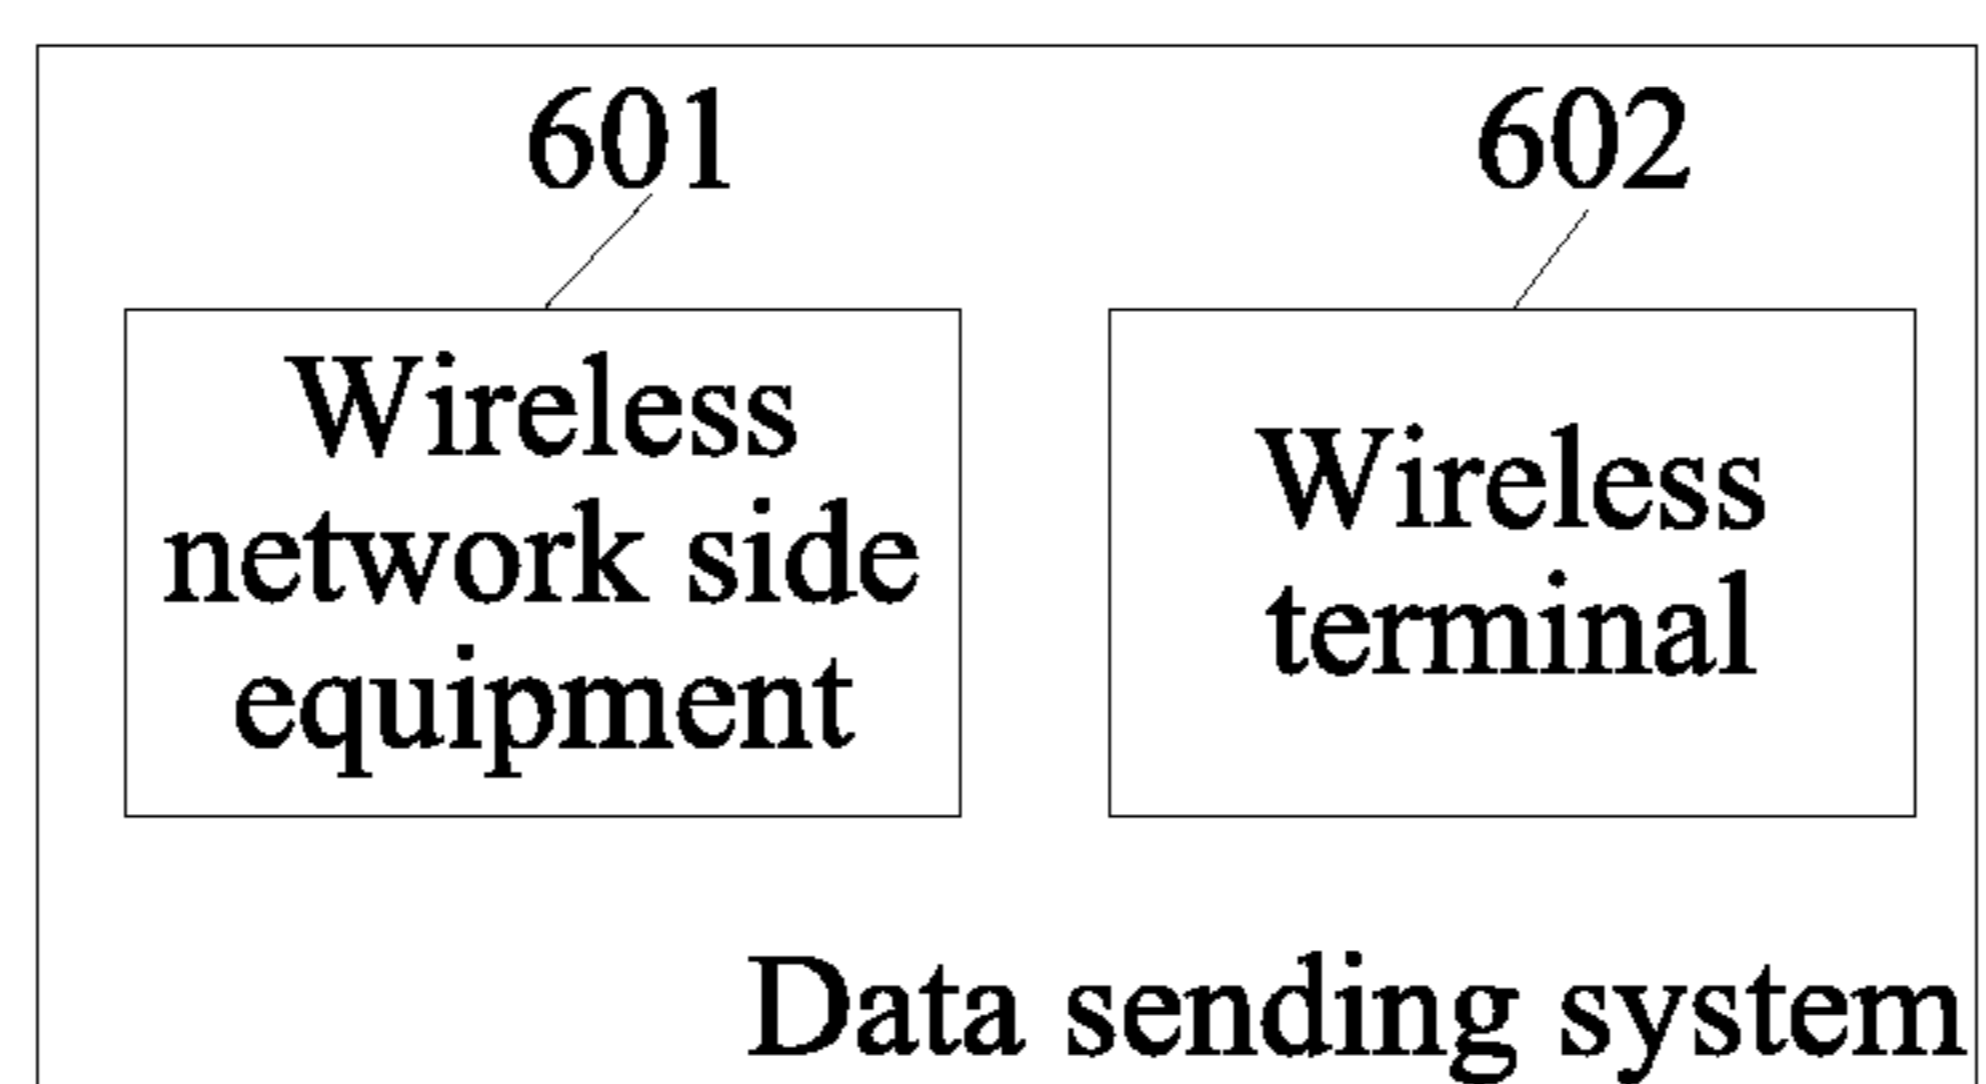 601
602
Wireless
network side
equipment
Wireless
terminal
Data sending system